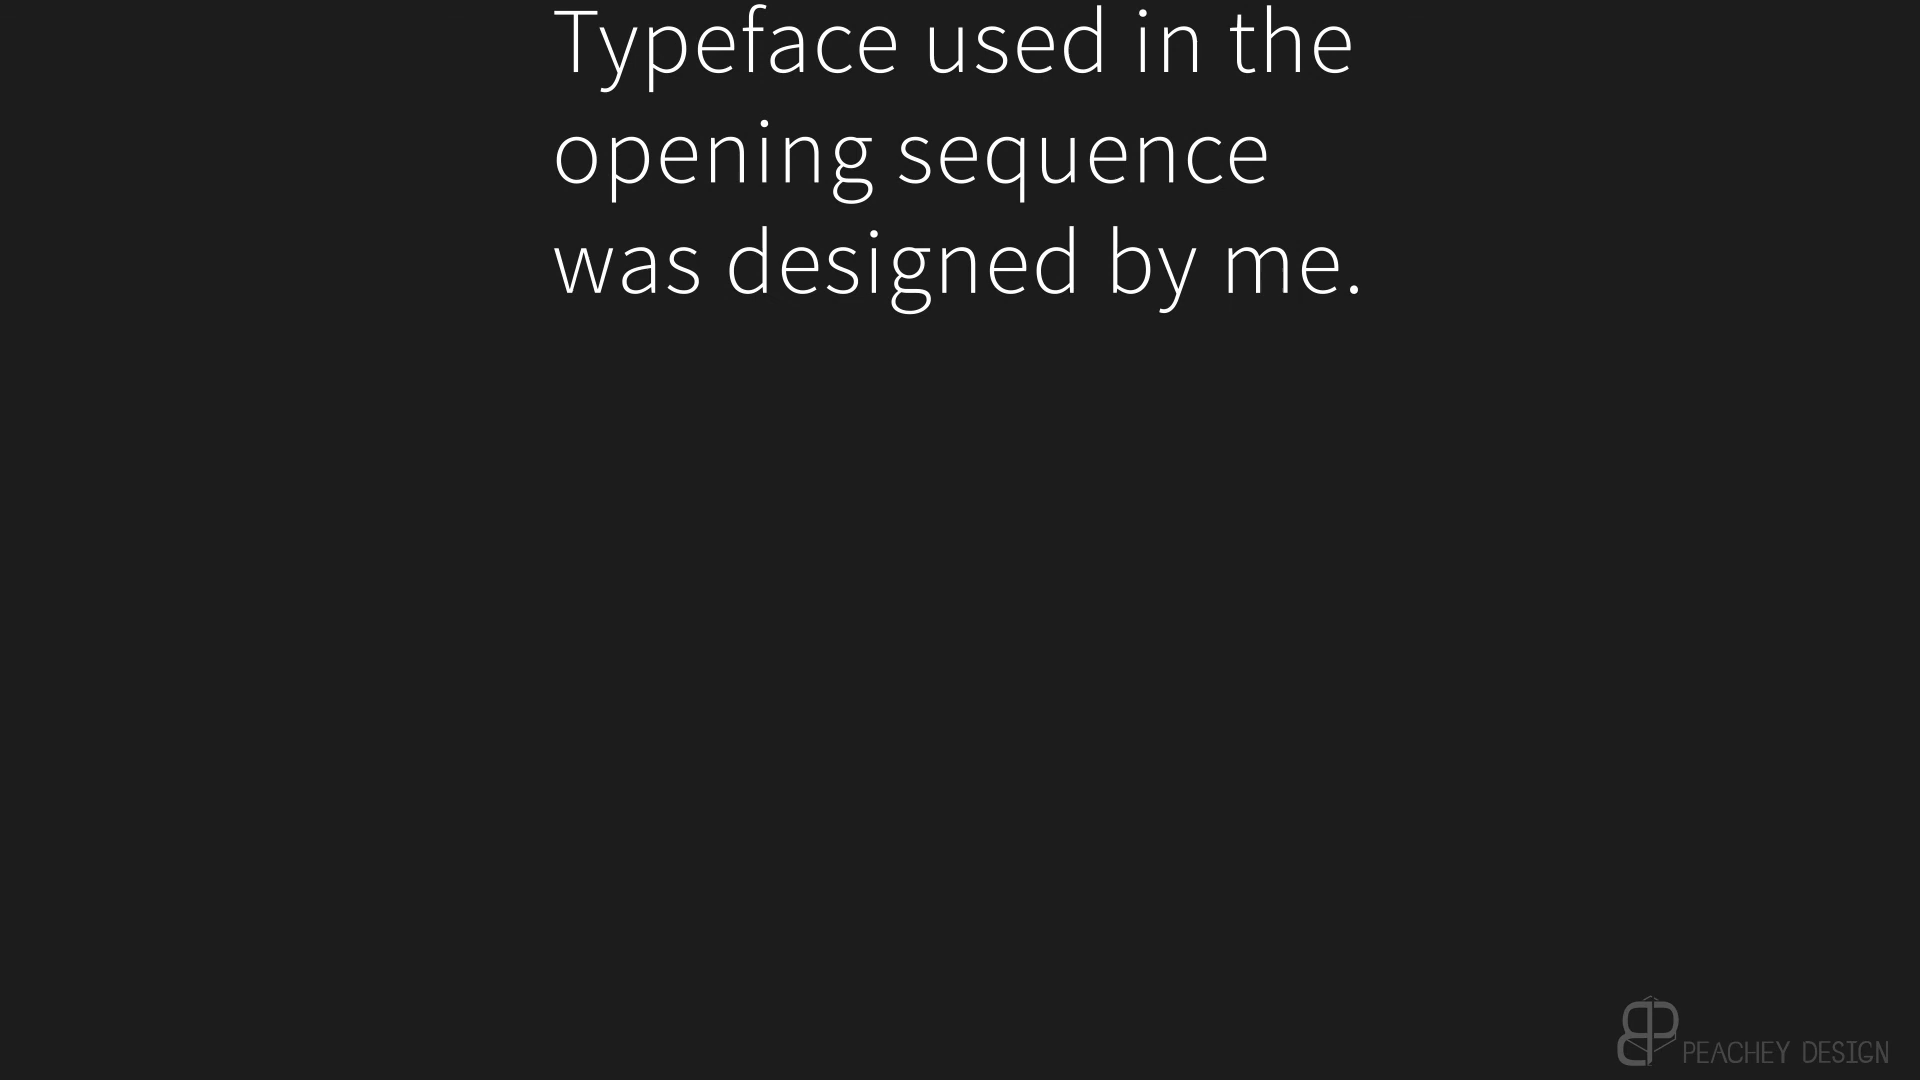 Typeface used in the
opening sequence
was designed by me.
PEACHEY DESIGN